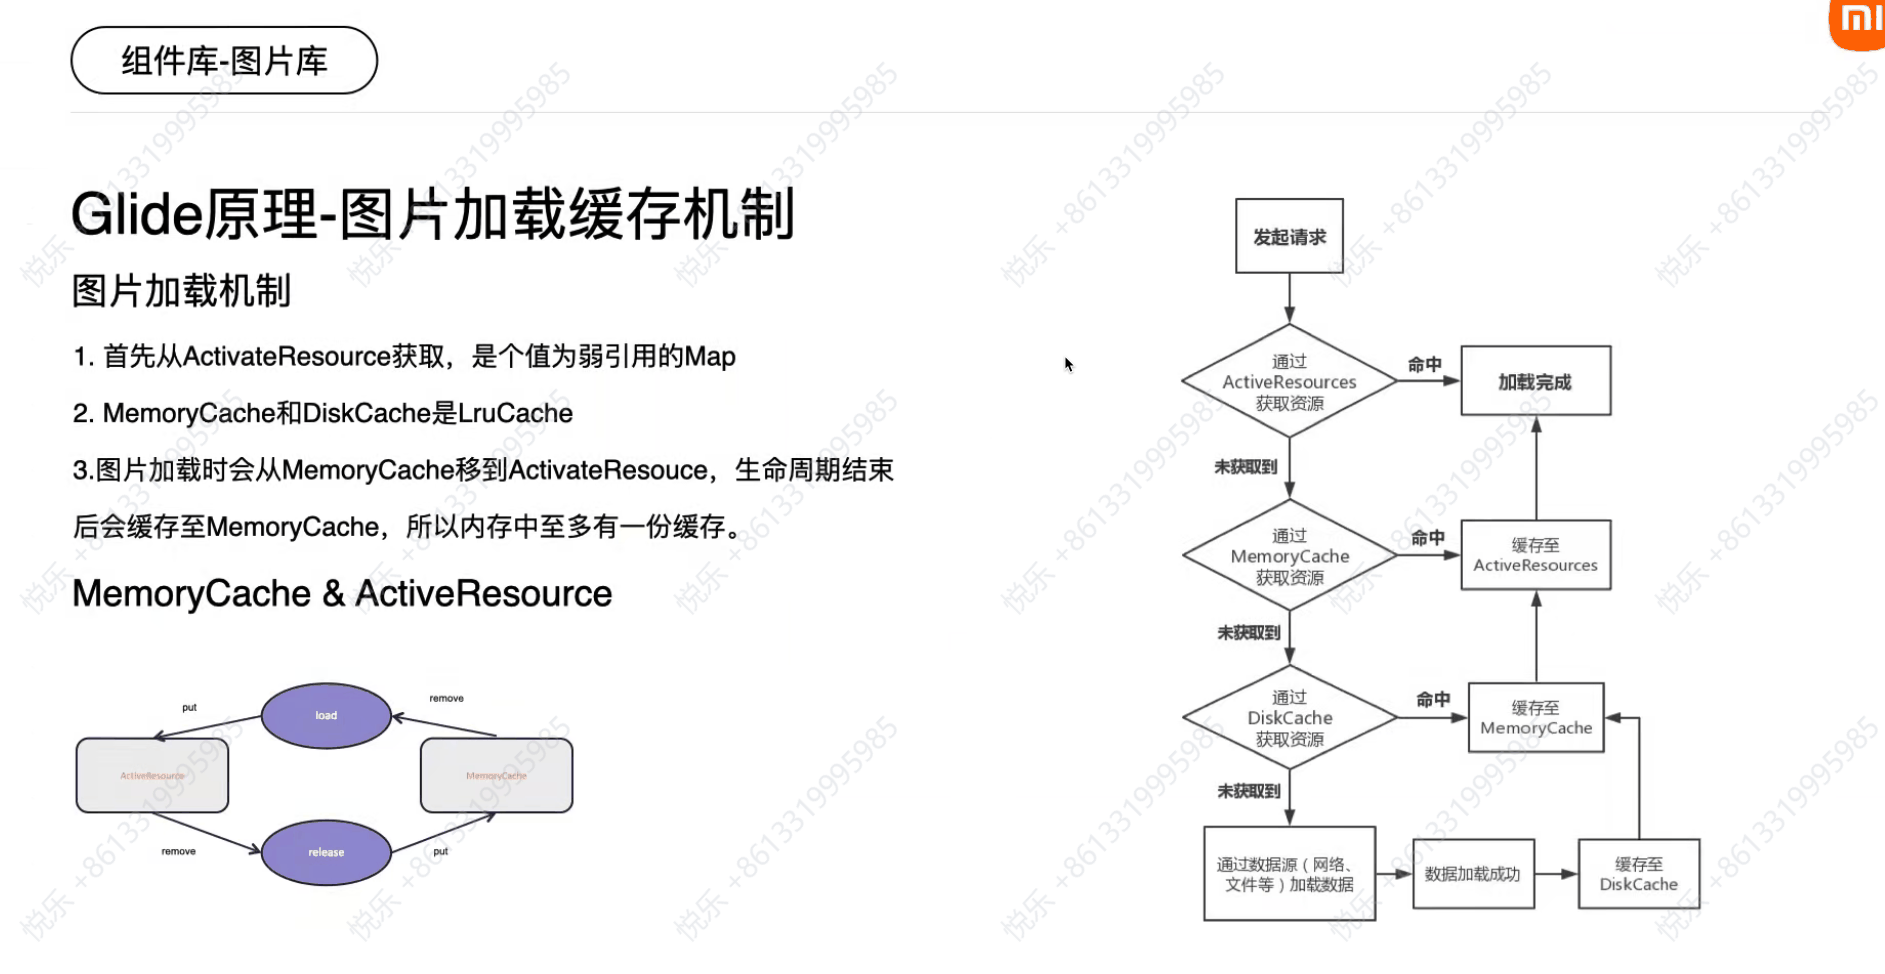 组件库-图片库
mi
Glide原理-图片加载缓存机制
图片加载机制
1. 首先从ActivateResource获取，是个值为弱引用的Map
2. MemoryCache和DiskCache是LruCache
3.图片加载时会从MemoryCache移到ActivateResouce，生命周期结束
后会缓存至MemoryCache，所以内存中至多有一份缓存。
MemoryCache & ActiveResource
put
load
remove
ActiveResource
MemoryCache
remove
release
put
发起请求
通过
ActiveResources
获取资源
命中
加载完成
未获取到
通过
MemoryCache
获取资源
命中
缓存至
ActiveResources
未获取到
通过
DiskCache
获取资源
命中
缓存至
MemoryCache
未获取到
通过数据源（网络、
文件等）加载数据
数据加载成功
缓存至
DiskCache
悦乐 +8613319995985